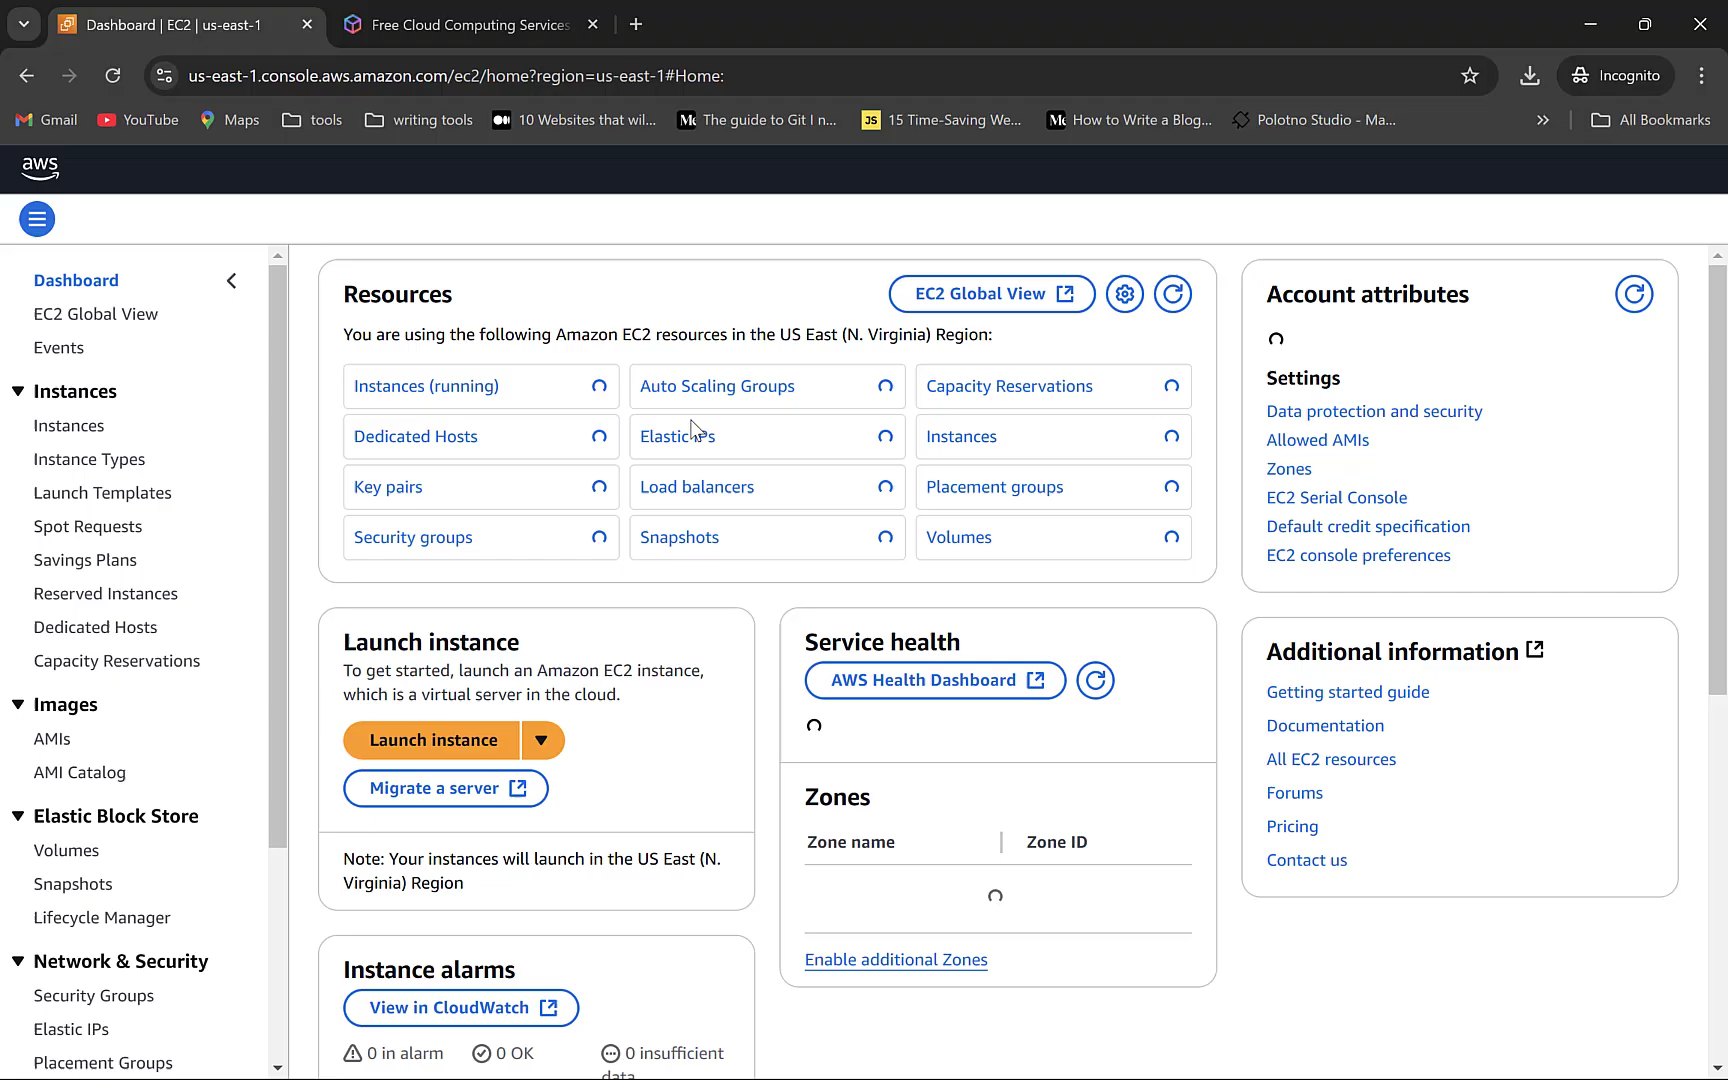 Dashboard | EC2 | us-east-1
Free Cloud Computing Services
us-east-1.console.aws.amazon.com/ec2/home?region=us-east-1#Home:
Incognito
Gmail
YouTube
Maps
tools
writing tools
10 Websites that wil...
The guide to Git I n...
JS
15 Time-Saving We...
How to Write a Blog...
Polotno Studio - Ma...
All Bookmarks
aws
Dashboard
EC2 Global View
Events
Instances
Instances
Instance Types
Launch Templates
Spot Requests
Savings Plans
Reserved Instances
Dedicated Hosts
Capacity Reservations
Images
AMIs
AMI Catalog
Elastic Block Store
Volumes
Snapshots
Lifecycle Manager
Network & Security
Security Groups
Elastic IPs
Placement Groups
Resources
EC2 Global View
You are using the following Amazon EC2 resources in the US East (N. Virginia) Region:
Instances (running)
Auto Scaling Groups
Capacity Reservations
Dedicated Hosts
Elastic IPs
Instances
Key pairs
Load balancers
Placement groups
Security groups
Snapshots
Volumes
Launch instance
To get started, launch an Amazon EC2 instance,
which is a virtual server in the cloud.
Launch instance
Migrate a server
Note: Your instances will launch in the US East (N.
Virginia) Region
Instance alarms
View in CloudWatch
0 in alarm
0 OK
0 insufficient
data
Service health
AWS Health Dashboard
Zones
Zone name
Zone ID
Enable additional Zones
Account attributes
Settings
Data protection and security
Allowed AMIs
Zones
EC2 Serial Console
Default credit specification
EC2 console preferences
Additional information
Getting started guide
Documentation
All EC2 resources
Forums
Pricing
Contact us